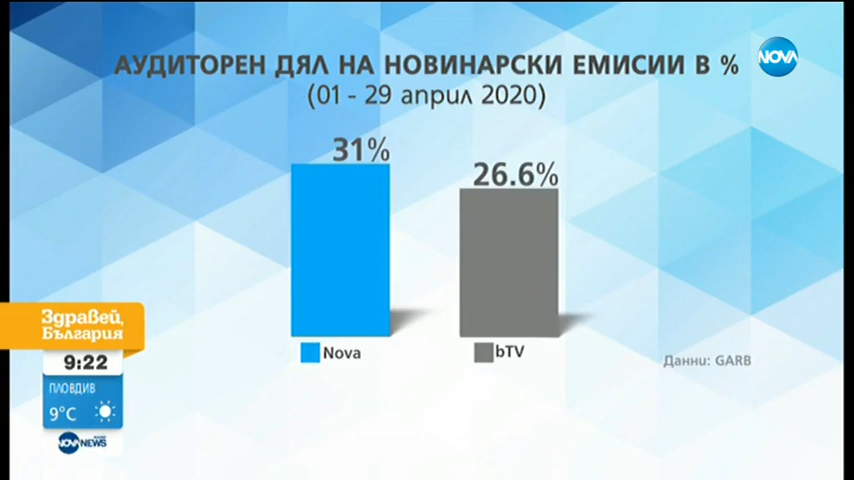 АУДИТОРЕН ДЯЛ НА НОВИНАРСКИ ЕМИСИИ В %
(01 - 29 април 2020)
NOVA
31%
26.6%
Nova
bTV
Данни: GARB
Здравей,
България
9:22
ПЛОВДИВ
9°C
NOVA NEWS